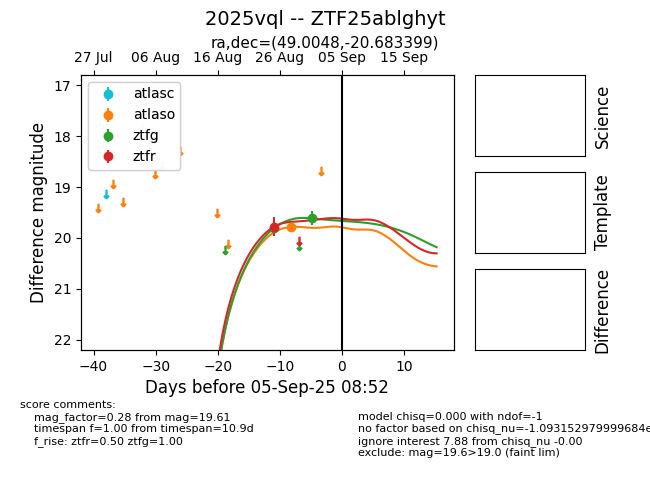 2025vql -- ZTF25ablghyt
ra,dec=(49.0048,-20.683399)
27 Jul 06 Aug 16 Aug 26 Aug 05 Sep 15 Sep
17
18
19
20
21
22
Difference magnitude
atlasc
atlaso
ztfg
ztfr
−40 −30 −20 −10 0 10
Days before 05-Sep-25 08:52
Science
Template
Difference
score comments:
mag_factor=0.28 from mag=19.61
timespan f=1.00 from timespan=10.9d
f_rise: ztfr=0.50 ztfg=1.00
model chisq=0.000 with ndof=-1
no factor based on chisq_nu=-1.093152979999684e
ignore interest 7.88 from chisq_nu -0.00
exclude: mag=19.6>19.0 (faint lim)